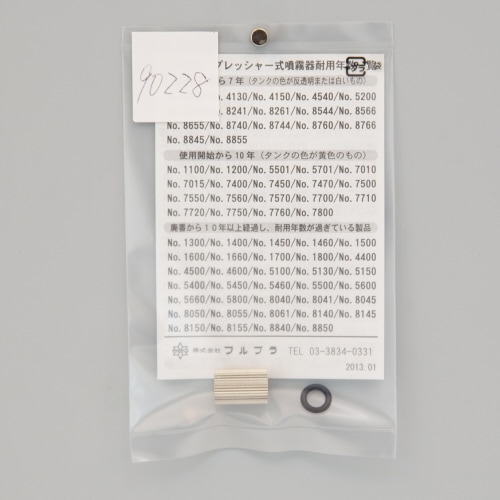 90228
プレッシャー式噴霧器耐用年数一覧
プラ
袋
から7年（タンクの色が反透明または白いもの）
No.4130/No.4150/No.4540/No.5200
No.8241/No.8261/No.8544/No.8566
No.8655/No.8740/No.8744/No.8760/No.8766
No.8845/No.8855
使用開始から10年（タンクの色が黄色のもの）
No.1100/No.1200/No.5501/No.5701/No.7010
No.7015/No.7400/No.7450/No.7470/No.7500
No.7550/No.7560/No.7570/No.7700/No.7710
No.7720/No.7750/No.7760/No.7800
廃番から10年以上経過し、耐用年数が過ぎている製品
No.1300/No.1400/No.1450/No.1460/No.1500
No.1600/No.1660/No.1700/No.1800/No.4400
No.4500/No.4600/No.5100/No.5130/No.5150
No.5400/No.5450/No.5460/No.5500/No.5600
No.5660/No.5800/No.8040/No.8041/No.8045
No.8050/No.8055/No.8061/No.8140/No.8145
No.8150/No.8155/No.8840/No.8850
株式会社 フルプラ TEL 03-3834-0331
2013.01